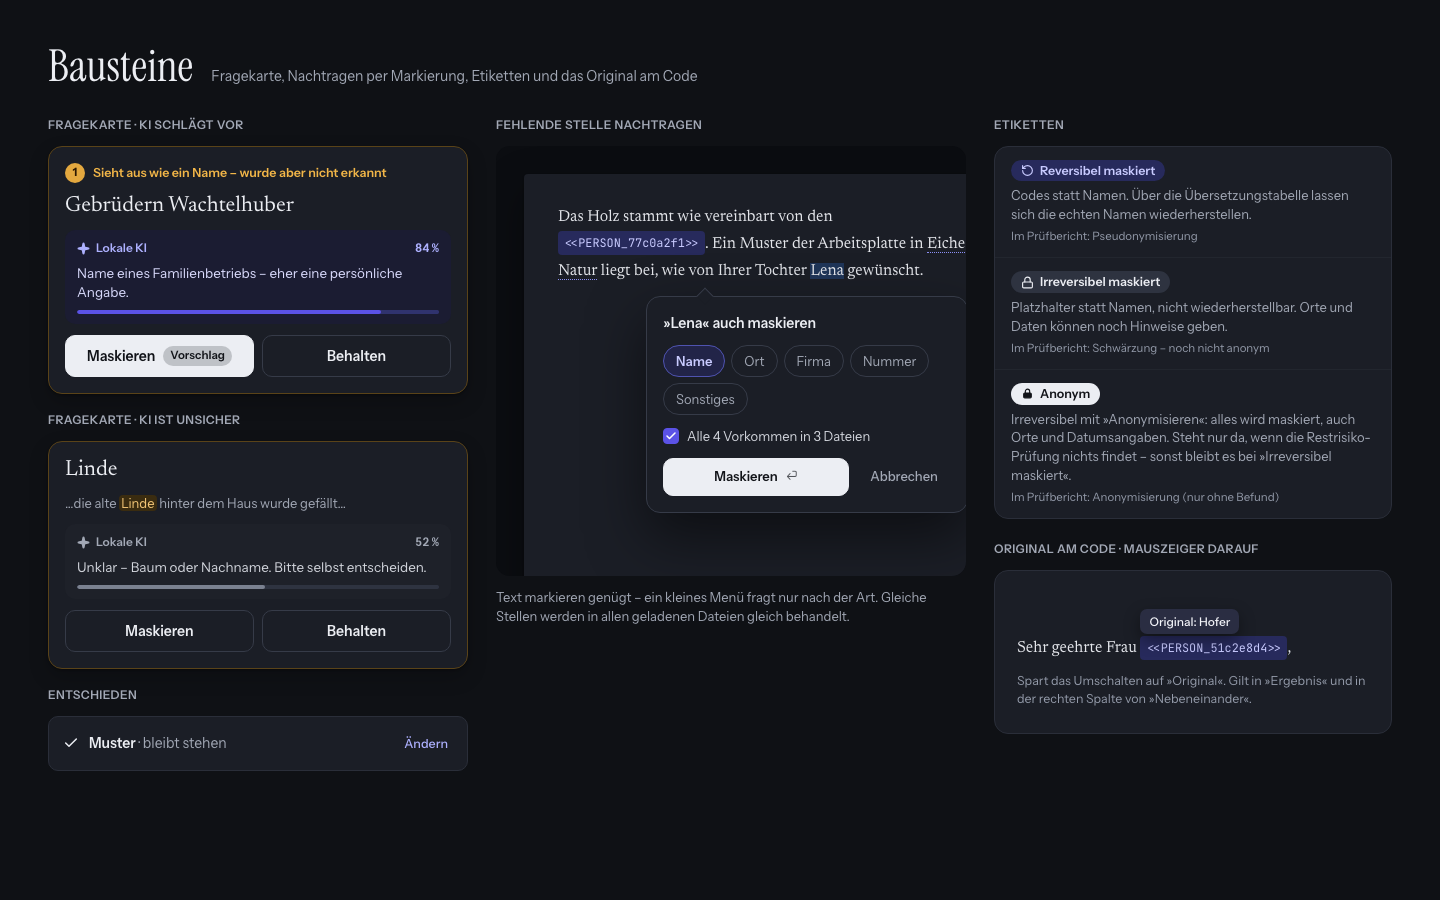 Bausteine
Fragekarte, Nachtragen per Markierung, Etiketten und das Original am Code
FRAGEKARTE · KI SCHLÄGT VOR
1 Sieht aus wie ein Name – wurde aber nicht erkannt
Gebrüdern Wachtelhuber
Lokale KI 84 %
Name eines Familienbetriebs – eher eine persönliche
Angabe.
Maskieren Vorschlag Behalten
FRAGEKARTE · KI IST UNSICHER
Linde
…die alte Linde hinter dem Haus wurde gefällt…
Lokale KI 52 %
Unklar – Baum oder Nachname. Bitte selbst entscheiden.
Maskieren Behalten
ENTSCHIEDEN
Muster · bleibt stehen Ändern
FEHLENDE STELLE NACHTRAGEN
Das Holz stammt wie vereinbart von den
<<PERSON_77c0a2f1>>. Ein Muster der Arbeitsplatte in Eiche
Natur liegt bei, wie von Ihrer Tochter Lena gewünscht.
»Lena« auch maskieren
Name Ort Firma Nummer
Sonstiges
Alle 4 Vorkommen in 3 Dateien
Maskieren Abbrechen
Text markieren genügt – ein kleines Menü fragt nur nach der Art. Gleiche
Stellen werden in allen geladenen Dateien gleich behandelt.
ETIKETTEN
Reversibel maskiert
Codes statt Namen. Über die Übersetzungstabelle lassen
sich die echten Namen wiederherstellen.
Im Prüfbericht: Pseudonymisierung
Irreversibel maskiert
Platzhalter statt Namen, nicht wiederherstellbar. Orte und
Daten können noch Hinweise geben.
Im Prüfbericht: Schwärzung – noch nicht anonym
Anonym
Irreversibel mit »Anonymisieren«: alles wird maskiert, auch
Orte und Datumsangaben. Steht nur da, wenn die Restrisiko-
Prüfung nichts findet – sonst bleibt es bei »Irreversibel
maskiert«.
Im Prüfbericht: Anonymisierung (nur ohne Befund)
ORIGINAL AM CODE · MAUSZEIGER DARAUF
Original: Hofer
Sehr geehrte Frau <<PERSON_51c2e8d4>>,
Spart das Umschalten auf »Original«. Gilt in »Ergebnis« und in
der rechten Spalte von »Nebeneinander«.